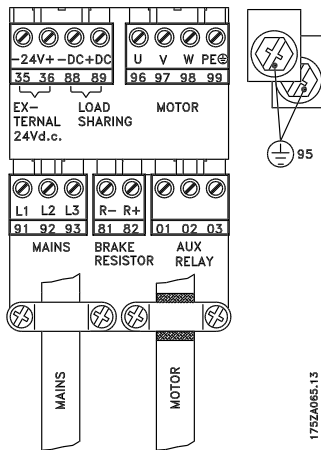 -24V+ -DC+DC
35 36 88 89
EX-
TERNAL
24Vd.c.
LOAD
SHARING
U V W PE
96 97 98 99
MOTOR
95
L1 L2 L3
91 92 93
MAINS
R- R+
81 82
BRAKE
RESISTOR
01 02 03
AUX
RELAY
MAINS
MOTOR
175ZA065.13